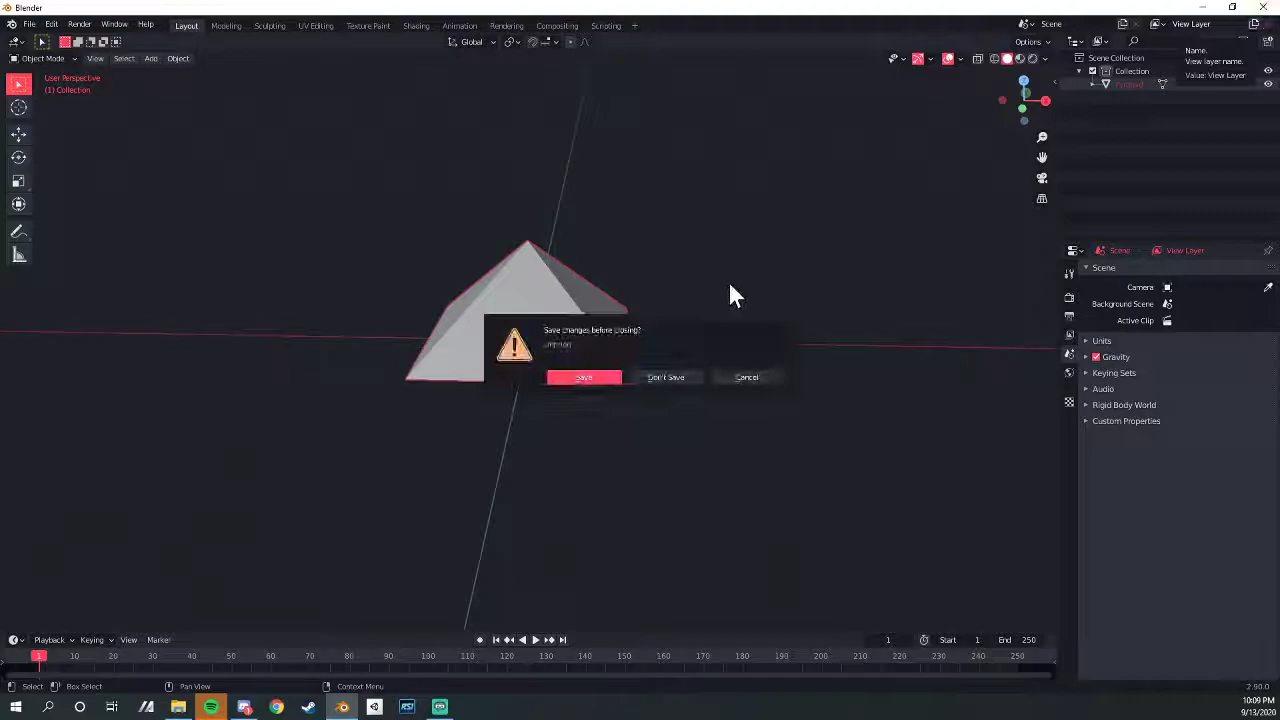 Blender
File Edit Render Window Help Layout Modeling Sculpting UV Editing Texture Paint Shading Animation Rendering Compositing Scripting + Scene View Layer
Global Options
Object Mode View Select Add Object
User Perspective
(1) Collection
Scene Collection
Collection
Name.
View layer name.
Value: View Layer
Scene View Layer
Scene
Camera
Background Scene
Active Clip
Units
Gravity
Keying Sets
Audio
Rigid Body World
Custom Properties
Save changes before closing?
Save Don't Save Cancel
Playback Keying View Marker 1 Start 1 End 250
1 10 20 30 40 50 60 70 80 90 100 110 120 130 140 150 160 170 180 190 200 210 220 230 240 250
Select Box Select Pan View Context Menu 2.90.0
RSI
10:09 PM
9/13/2020